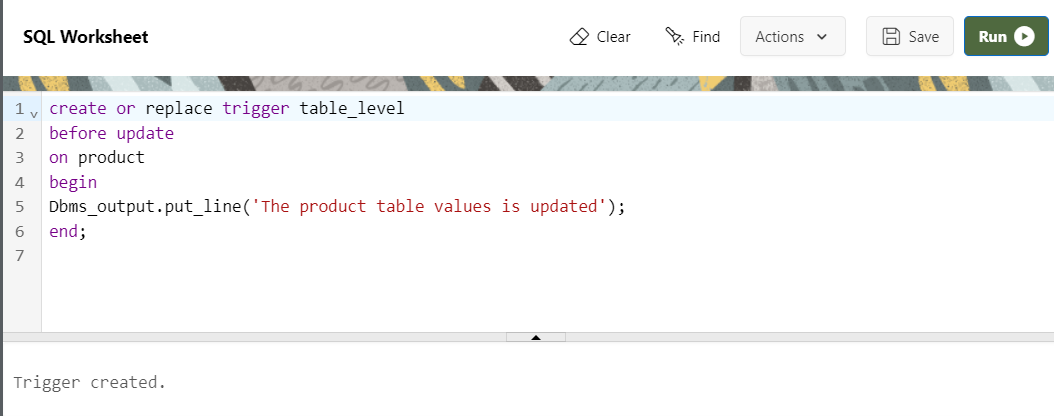 SQL Worksheet Clear Find Actions Save Run
1 create or replace trigger table_level
2 before update
3 on product
4 begin
5 Dbms_output.put_line('The product table values is updated');
6 end;
7
Trigger created.